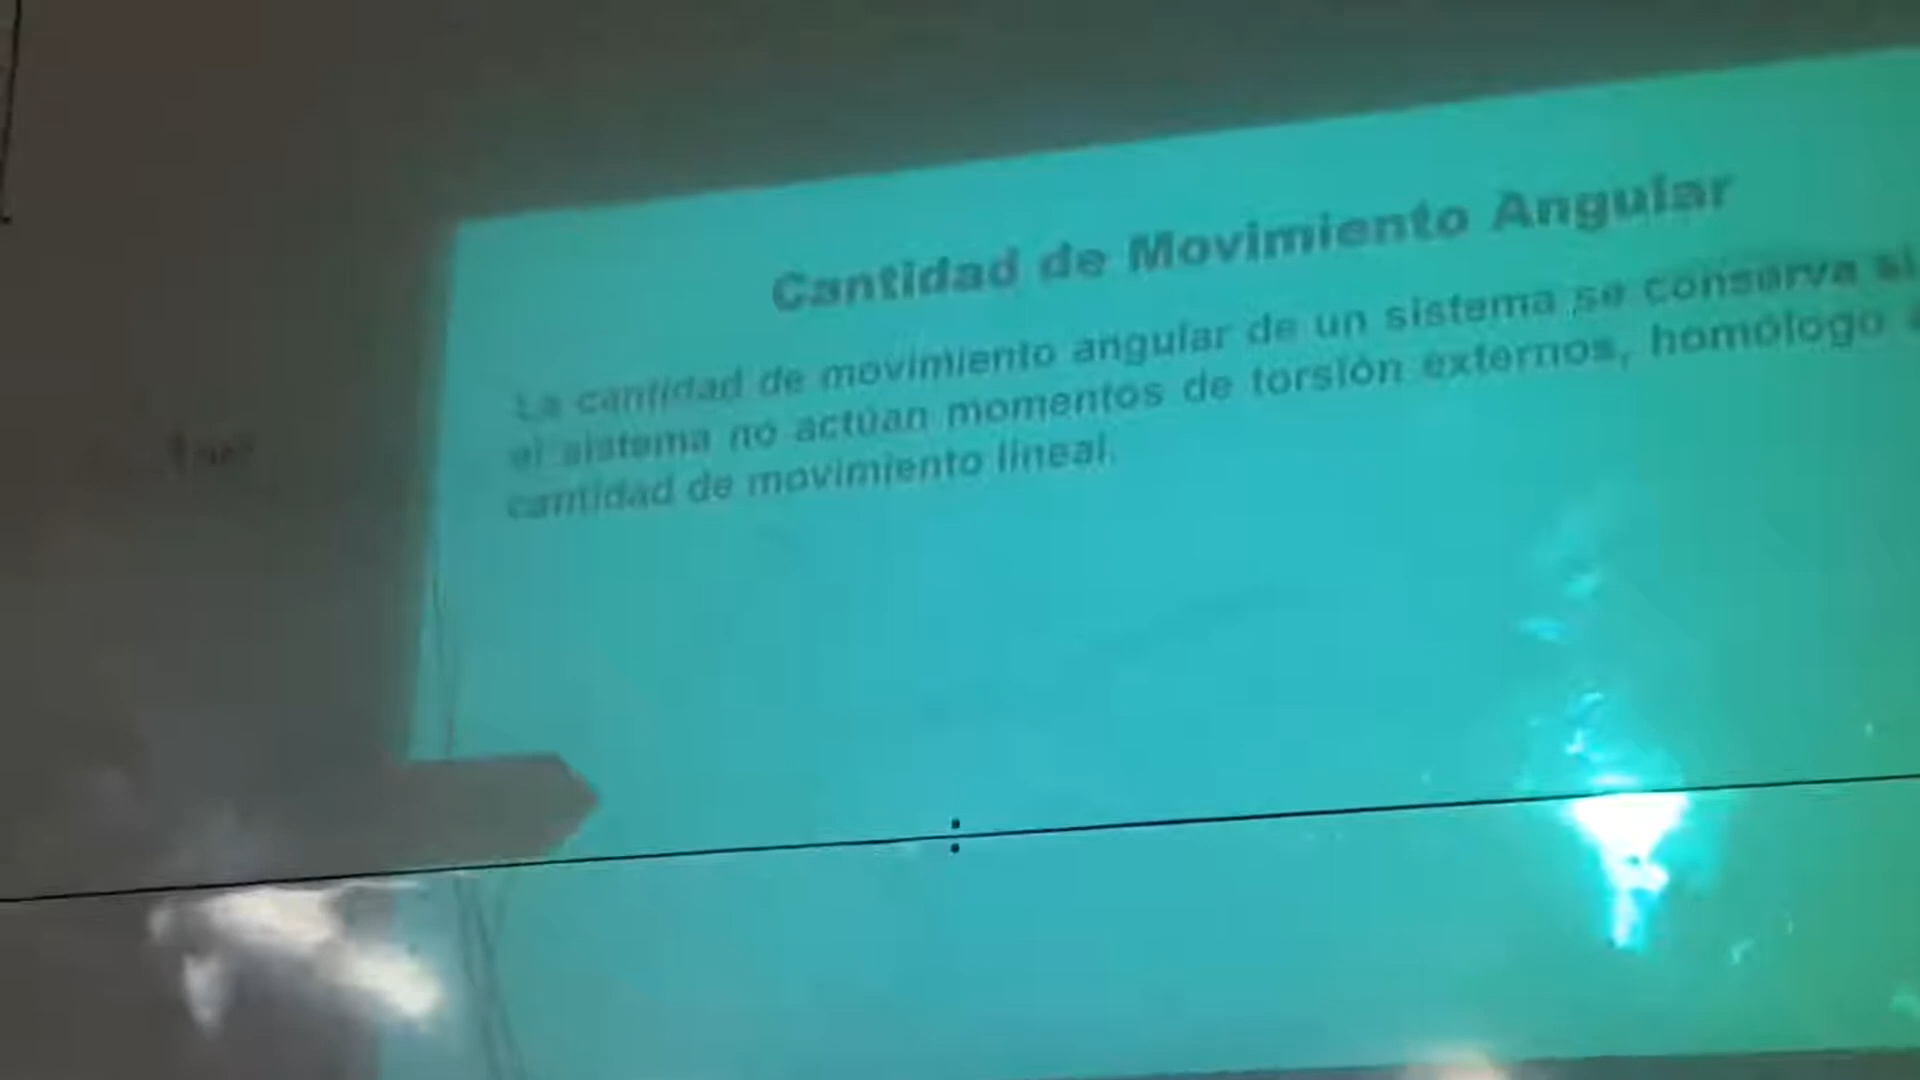 Cantidad de Movimiento Angular
La cantidad de movimiento angular de un sistema se conserva si
el sistema no actúan momentos de torsión externos, homólogo
cantidad de movimiento lineal.